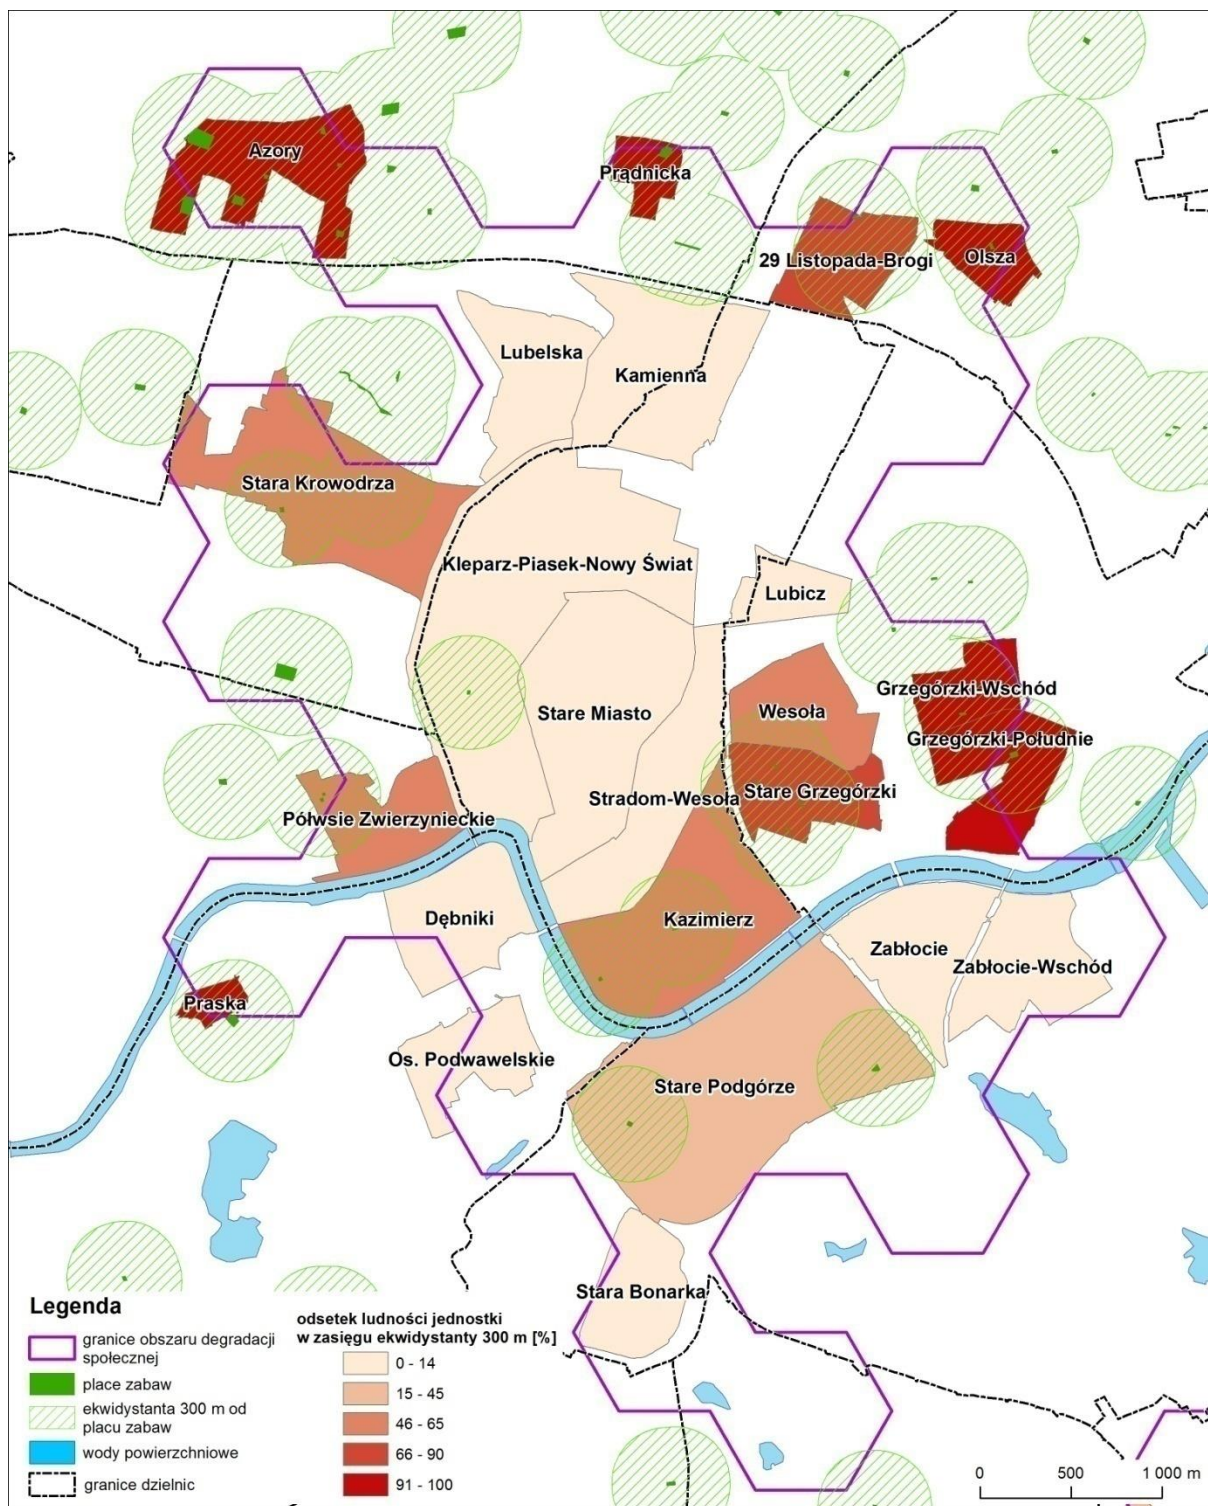 Azory
Prądnicka
29 Listopada-Brogi
Olsza
Lubelska
Kamienna
Stara Krowodrza
Kleparz-Piasek-Nowy Świat
Lubicz
Grzegórzki-Wschód
Stare Miasto
Wesoła
Grzegórzki-Południe
Stradom-Wesoła
Stare Grzegórzki
Półwsie Zwierzynieckie
Dębniki
Kazimierz
Zabłocie
Zabłocie-Wschód
Praska
Os. Podwawelskie
Stare Podgórze
Stara Bonarka
Legenda
granice obszaru degradacji
społecznej
place zabaw
ekwidystanta 300 m od
placu zabaw
wody powierzchniowe
granice dzielnic
odsetek ludności jednostki
w zasięgu ekwidystanty 300 m [%]
0 - 14
15 - 45
46 - 65
66 - 90
91 - 100
0 500 1 000 m